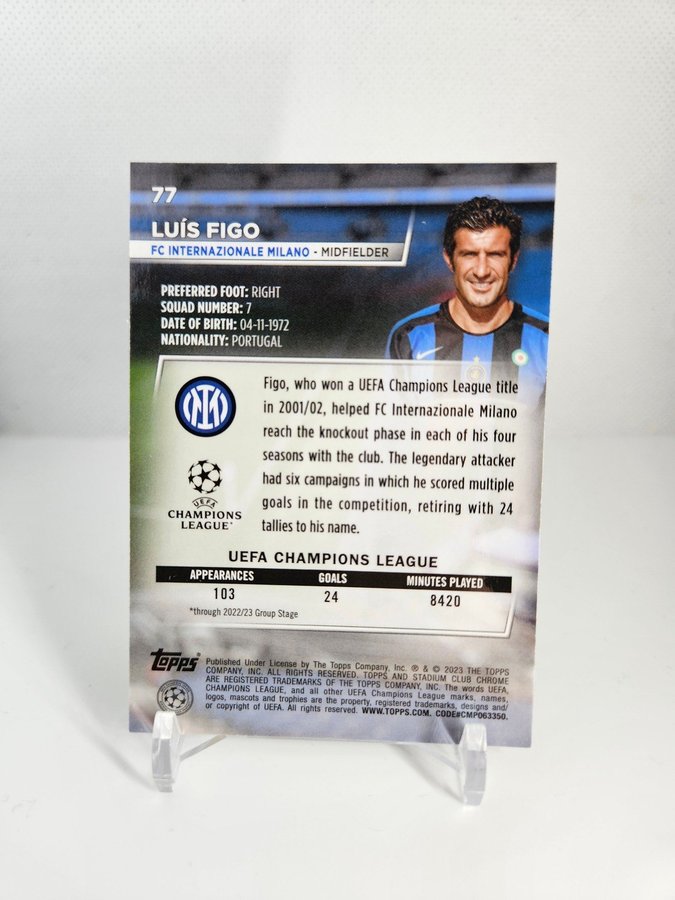 77
LUÍS FIGO
FC INTERNAZIONALE MILANO - MIDFIELDER
PREFERRED FOOT: RIGHT
SQUAD NUMBER: 7
DATE OF BIRTH: 04-11-1972
NATIONALITY: PORTUGAL
Figo, who won a UEFA Champions League title
in 2001/02, helped FC Internazionale Milano
reach the knockout phase in each of his four
seasons with the club. The legendary attacker
had six campaigns in which he scored multiple
goals in the competition, retiring with 24
tallies to his name.
UEFA
CHAMPIONS
LEAGUE®
UEFA CHAMPIONS LEAGUE
APPEARANCES GOALS MINUTES PLAYED
103 24 8420
*through 2022/23 Group Stage
Topps®
Published Under License by The Topps Company, Inc. ® & © 2023 THE TOPPS
COMPANY, INC. ALL RIGHTS RESERVED. TOPPS AND STADIUM CLUB CHROME
ARE REGISTERED TRADEMARKS OF THE TOPPS COMPANY, INC. The words UEFA,
CHAMPIONS LEAGUE, and all other UEFA Champions League marks, names,
logos, mascots and trophies are the property, registered trademarks, designs and/
or copyright of UEFA. All rights reserved. WWW.TOPPS.COM. CODE#CMP063350.